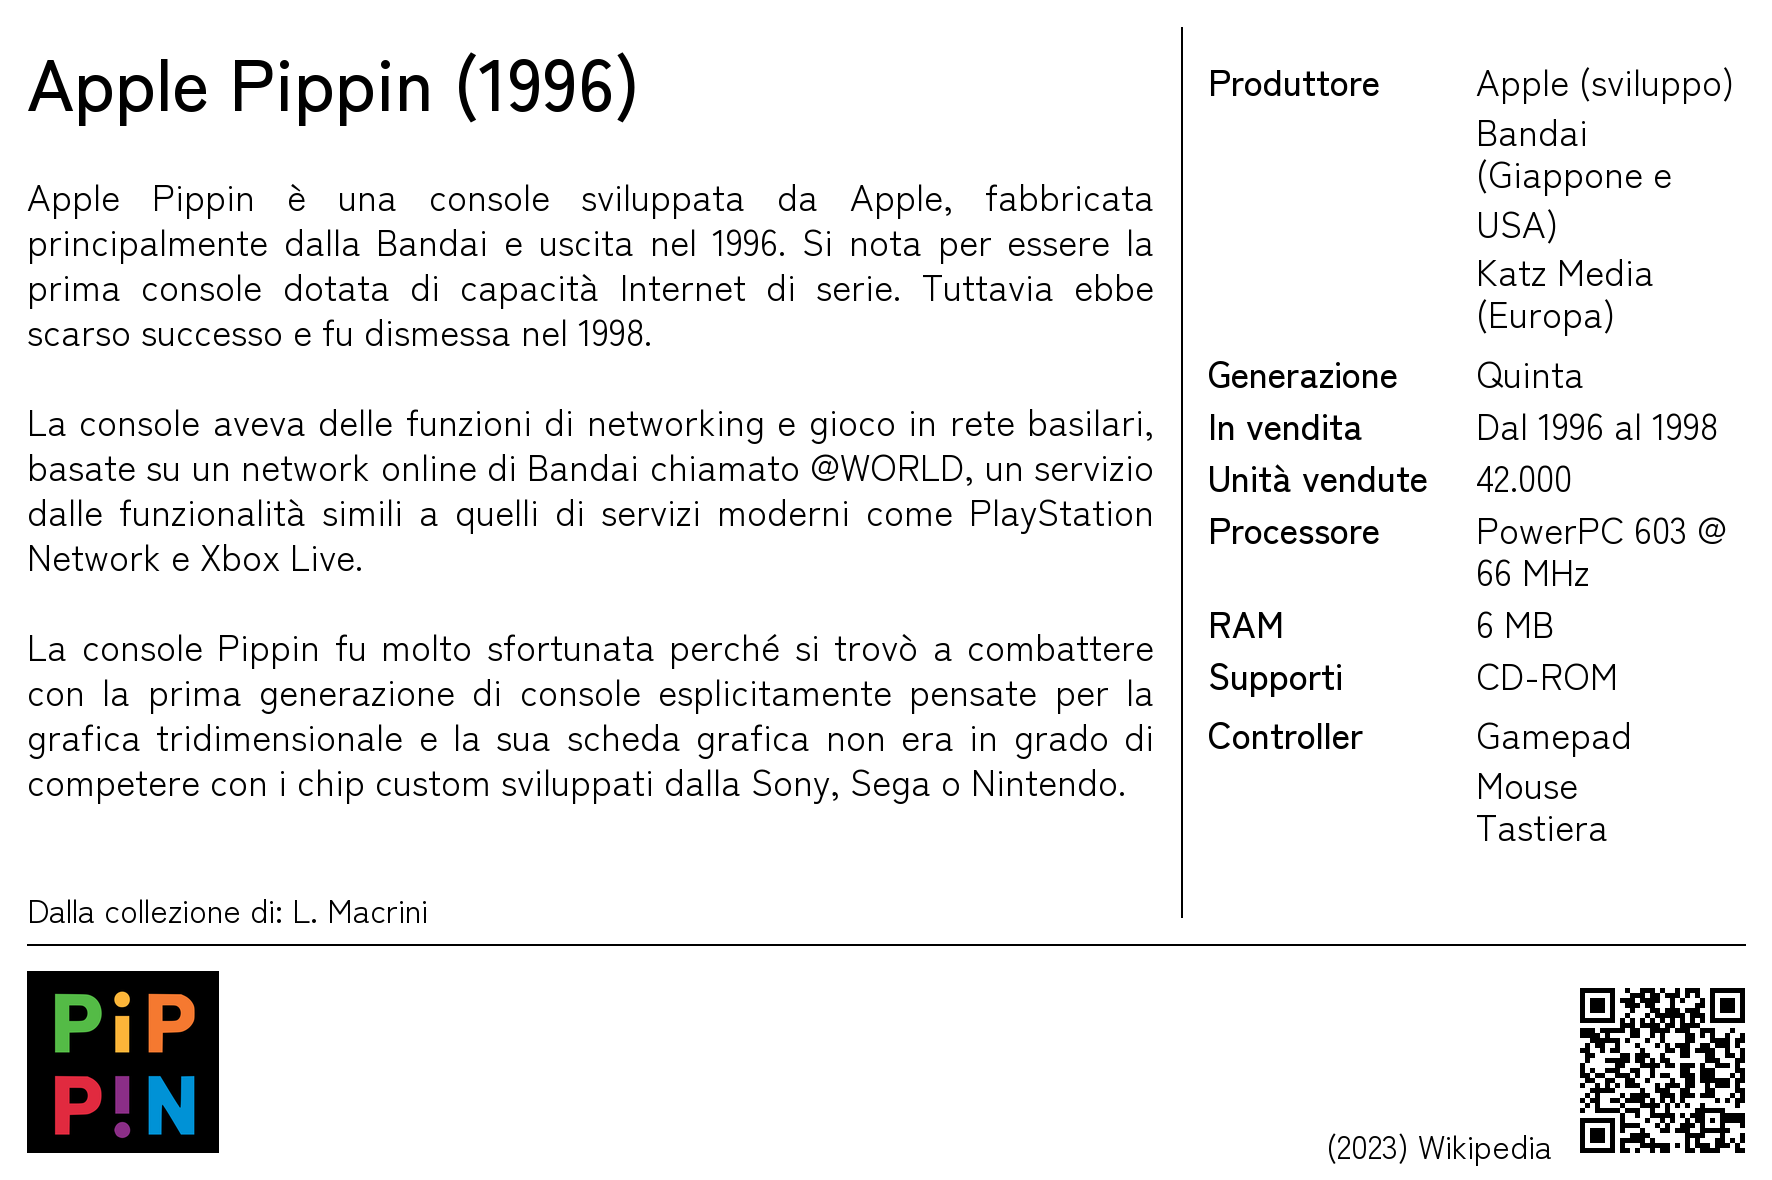 Apple Pippin (1996)
Apple Pippin è una console sviluppata da Apple, fabbricata
principalmente dalla Bandai e uscita nel 1996. Si nota per essere la
prima console dotata di capacità Internet di serie. Tuttavia ebbe
scarso successo e fu dismessa nel 1998.
La console aveva delle funzioni di networking e gioco in rete basilari,
basate su un network online di Bandai chiamato @WORLD, un servizio
dalle funzionalità simili a quelli di servizi moderni come PlayStation
Network e Xbox Live.
La console Pippin fu molto sfortunata perché si trovò a combattere
con la prima generazione di console esplicitamente pensate per la
grafica tridimensionale e la sua scheda grafica non era in grado di
competere con i chip custom sviluppati dalla Sony, Sega o Nintendo.
Dalla collezione di: L. Macrini
Produttore Apple (sviluppo)
Bandai
(Giappone e
USA)
Katz Media
(Europa)
Generazione Quinta
In vendita Dal 1996 al 1998
Unità vendute 42.000
Processore PowerPC 603 @
66 MHz
RAM 6 MB
Supporti CD-ROM
Controller Gamepad
Mouse
Tastiera
PiP
P!N
(2023) Wikipedia